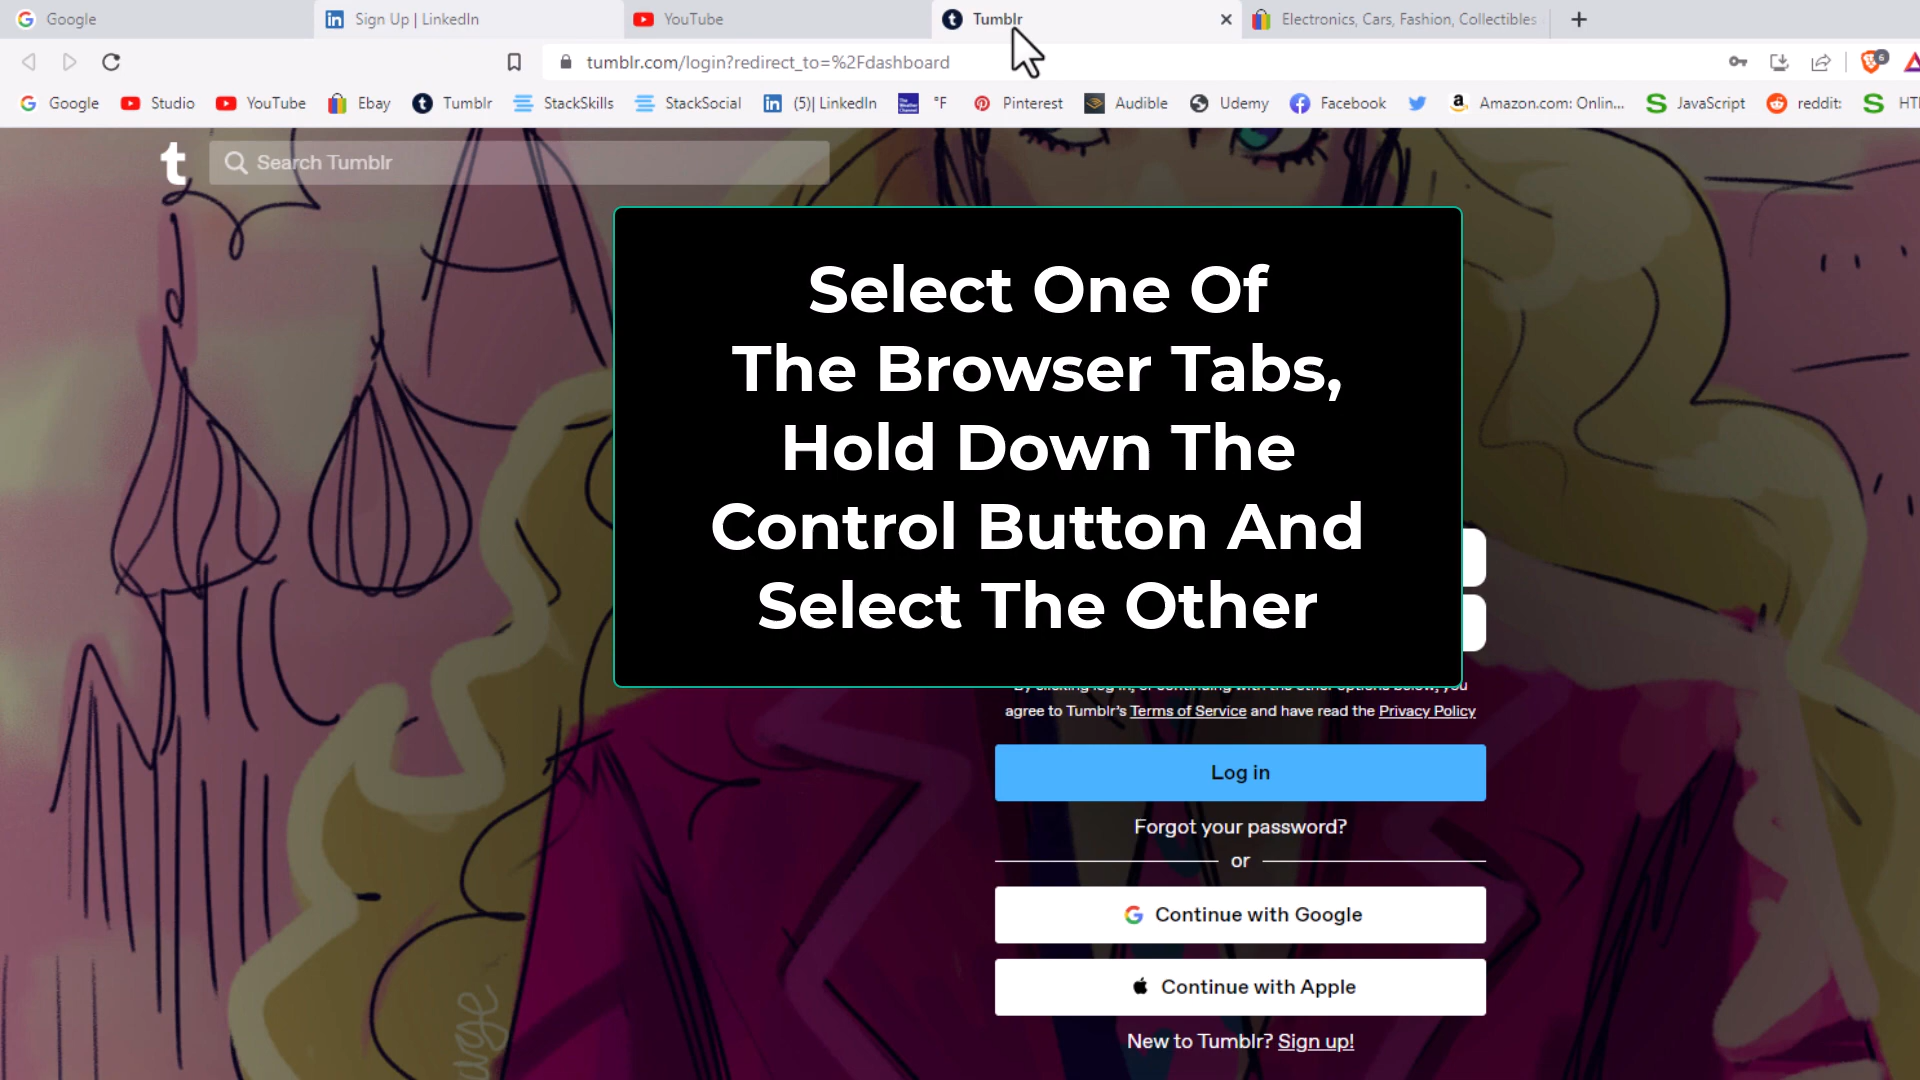 Google
Sign Up | LinkedIn
YouTube
Tumblr
Electronics, Cars, Fashion, Collectibles
tumblr.com/login?redirect_to=%2Fdashboard
6
Google Studio YouTube Ebay Tumblr StackSkills StackSocial (5)| LinkedIn °F Pinterest Audible Udemy Facebook Amazon.com: Onlin... JavaScript reddit:
Search Tumblr
Select One Of
The Browser Tabs,
Hold Down The
Control Button And
Select The Other
agree to Tumblr's Terms of Service and have read the Privacy Policy
Log in
Forgot your password?
or
Continue with Google
Continue with Apple
New to Tumblr? Sign up!